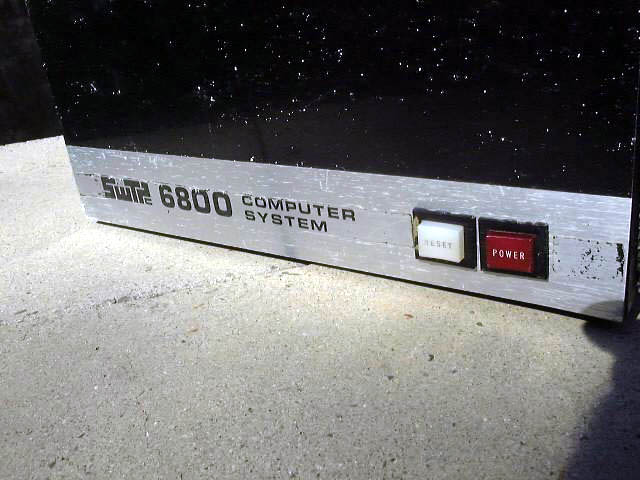 SWTPC 6800 COMPUTER
SYSTEM
RESET
POWER